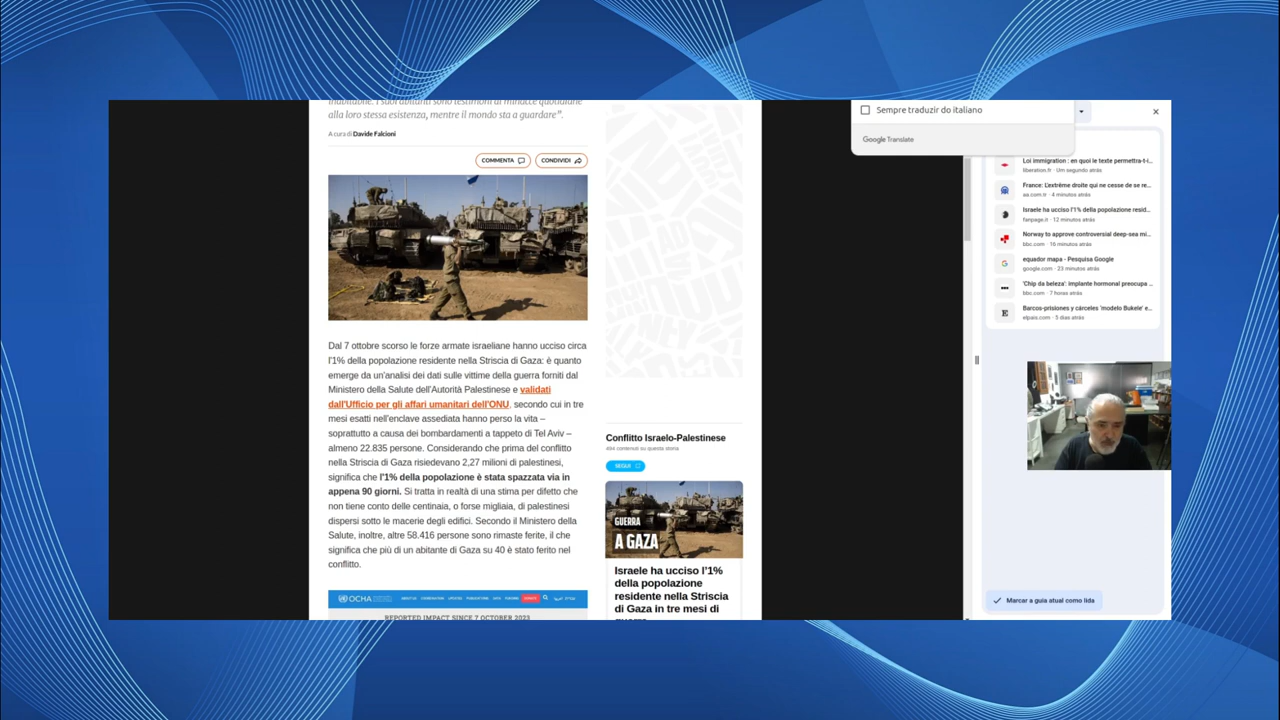 inabitabile. I suoi abitanti sono testimoni di minacce quotidiane
alla loro stessa esistenza, mentre il mondo sta a guardare".
A cura di Davide Falcioni
COMMENTA
CONDIVIDI
Dal 7 ottobre scorso le forze armate israeliane hanno ucciso circa
l'1% della popolazione residente nella Striscia di Gaza: è quanto
emerge da un'analisi dei dati sulle vittime della guerra forniti dal
Ministero della Salute dell'Autorità Palestinese e validati
dall'Ufficio per gli affari umanitari dell'ONU, secondo cui in tre
mesi esatti nell'enclave assediata hanno perso la vita –
soprattutto a causa dei bombardamenti a tappeto di Tel Aviv –
almeno 22.835 persone. Considerando che prima del conflitto
nella Striscia di Gaza risiedevano 2,27 milioni di palestinesi,
significa che l'1% della popolazione è stata spazzata via in
appena 90 giorni. Si tratta in realtà di una stima per difetto che
non tiene conto delle centinaia, o forse migliaia, di palestinesi
dispersi sotto le macerie degli edifici. Secondo il Ministero della
Salute, inoltre, altre 58.416 persone sono rimaste ferite, il che
significa che più di un abitante di Gaza su 40 è stato ferito nel
conflitto.
OCHA
REPORTED IMPACT SINCE 7 OCTOBER 2023
Conflitto Israelo-Palestinese
494 contenuti su questa storia
SEGUI
GUERRA
A GAZA
Israele ha ucciso l'1%
della popolazione
residente nella Striscia
di Gaza in tre mesi di
Sempre traduzir do italiano
Google Translate
Loi immigration : en quoi le texte permettra-t-i...
liberation.fr · Um segundo atrás
France: L'extrême droite qui ne cesse de se re...
aa.com.tr · 4 minutos atrás
Israele ha ucciso l'1% della popolazione resid...
fanpage.it · 12 minutos atrás
Norway to approve controversial deep-sea mi...
bbc.com · 16 minutos atrás
equador mapa - Pesquisa Google
google.com · 23 minutos atrás
'Chip da beleza': implante hormonal preocupa ...
bbc.com · 7 horas atrás
Barcos-prisiones y cárceles 'modelo Bukele' e...
elpais.com · 5 dias atrás
Marcar a guia atual como lida